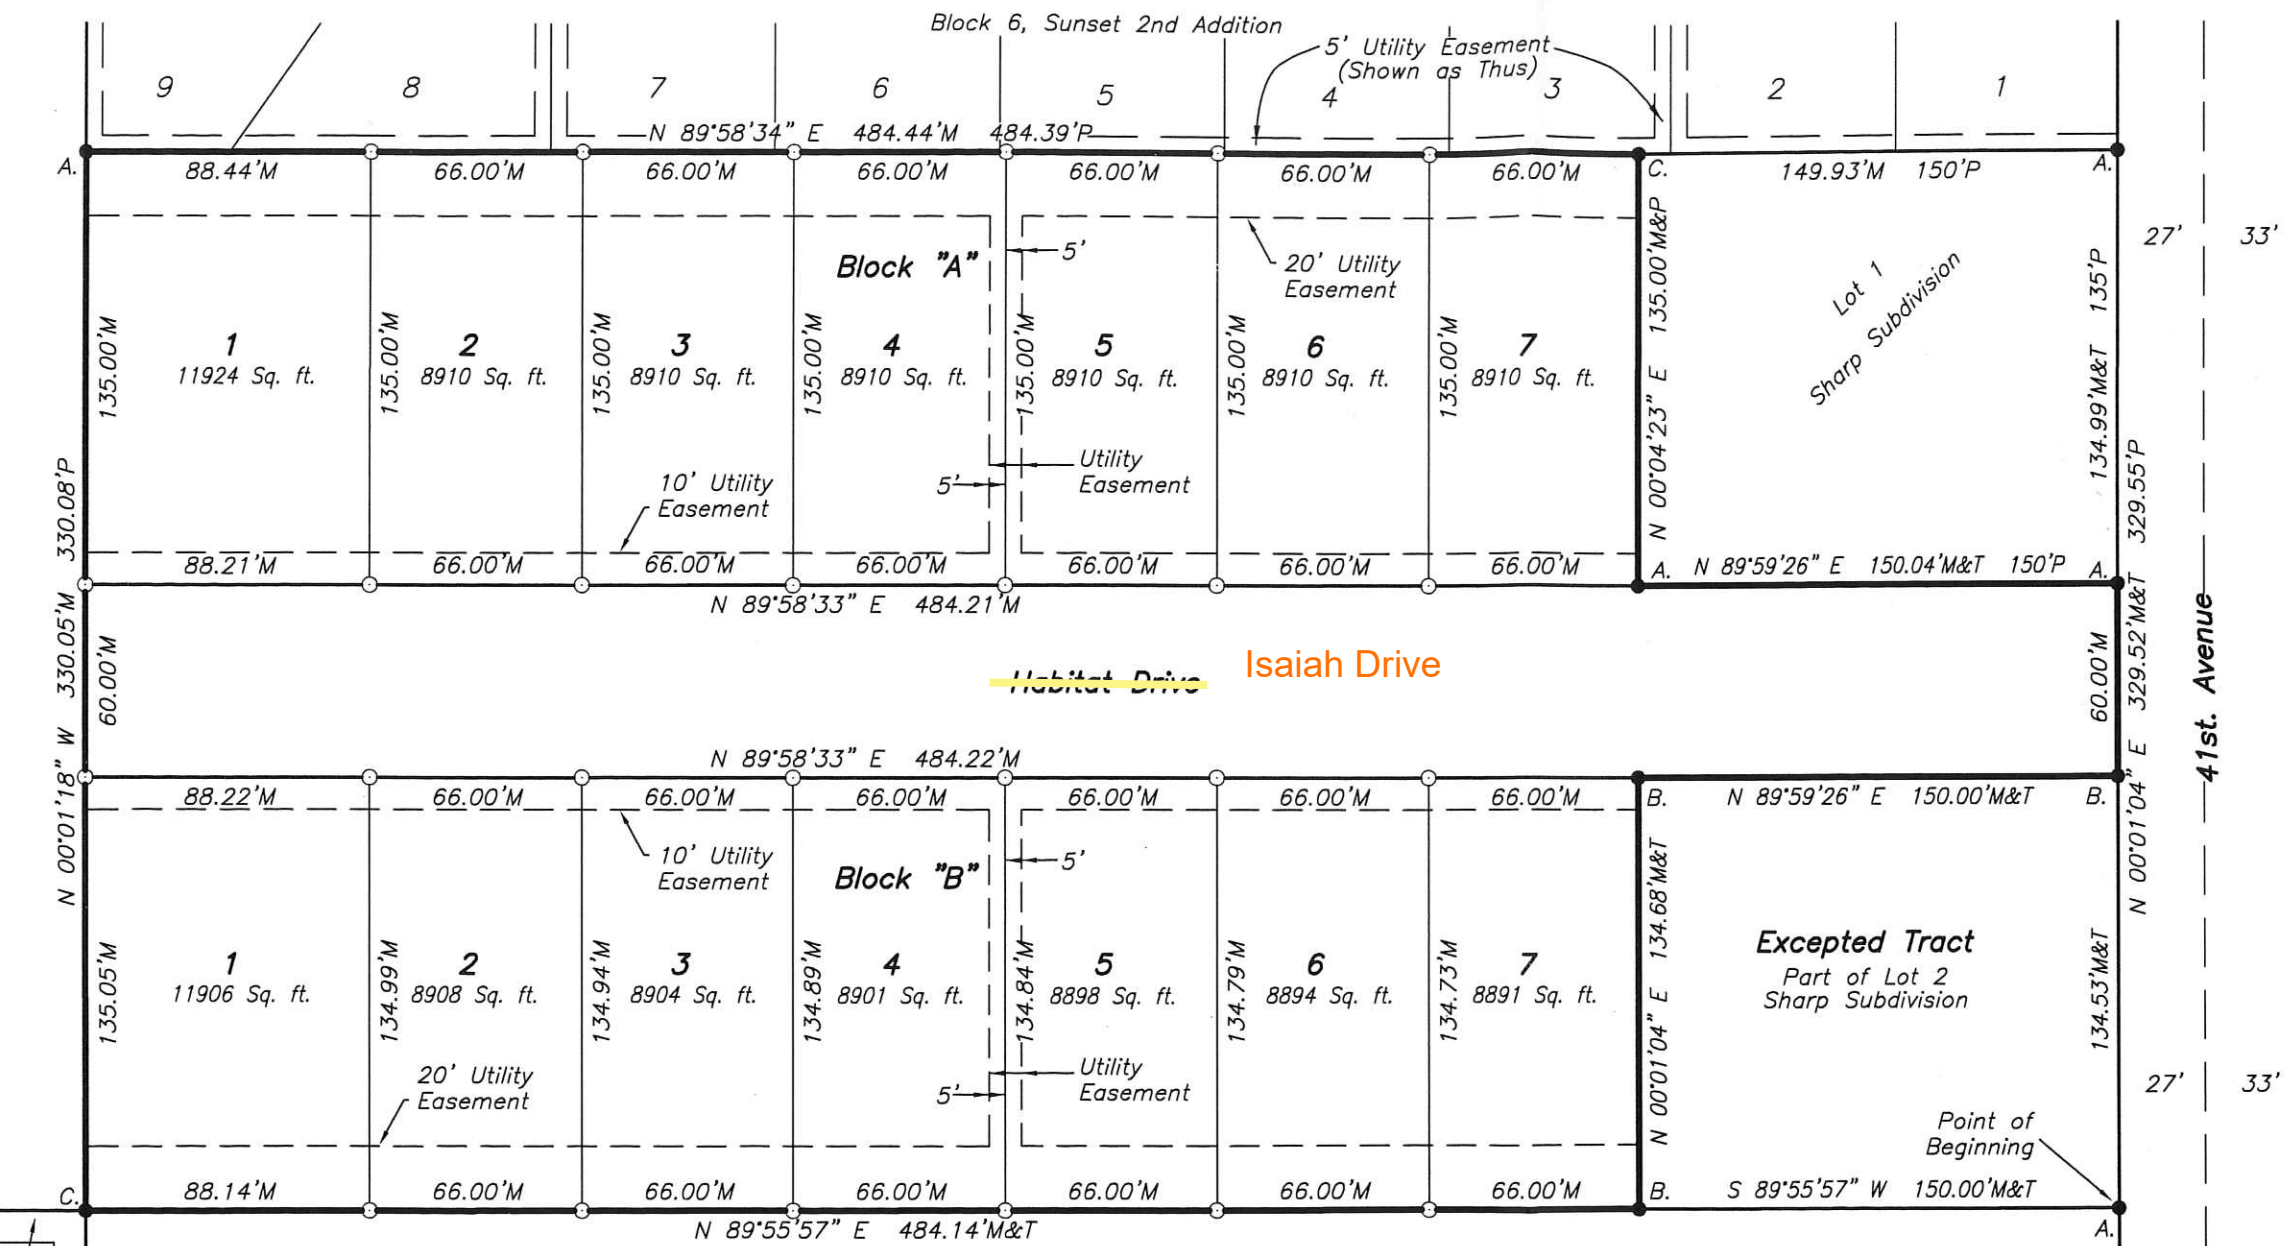 Block 6, Sunset 2nd Addition
5' Utility Easement
(Shown as Thus)
9
8
7
6
5
4
3
2
1
N 89°58'34" E 484.44'M 484.39'P
A.
88.44'M
66.00'M
66.00'M
66.00'M
66.00'M
66.00'M
66.00'M
C.
149.93'M 150'P
A.
27'
33'
Block "A"
5'
20' Utility
Easement
Lot 1
Sharp Subdivision
135.00'M
135.00'M
135.00'M
135.00'M
135.00'M
135.00'M
135.00'M
N 00°04'23" E 135.00'M&P
134.99'M&T 135'P
1
11924 Sq. ft.
2
8910 Sq. ft.
3
8910 Sq. ft.
4
8910 Sq. ft.
5
8910 Sq. ft.
6
8910 Sq. ft.
7
8910 Sq. ft.
10' Utility
Easement
5'
Utility
Easement
88.21'M
66.00'M
66.00'M
66.00'M
66.00'M
66.00'M
66.00'M
A.
N 89°59'26" E 150.04'M&T 150'P
A.
N 89°58'33" E 484.21'M
330.08'P
N 00°01'18" W 330.05'M
60.00'M
Habitat Drive
Isaiah Drive
60.00'M
329.55'P
N 00°01'04" E 329.52'M&T
41st. Avenue
N 89°58'33" E 484.22'M
88.22'M
66.00'M
66.00'M
66.00'M
66.00'M
66.00'M
66.00'M
B.
N 89°59'26" E 150.00'M&T
B.
10' Utility
Easement
Block "B"
5'
135.05'M
134.99'M
134.94'M
134.89'M
134.84'M
134.79'M
134.73'M
N 00°01'04" E 134.68'M&T
134.53'M&T
1
11906 Sq. ft.
2
8908 Sq. ft.
3
8904 Sq. ft.
4
8901 Sq. ft.
5
8898 Sq. ft.
6
8894 Sq. ft.
7
8891 Sq. ft.
Excepted Tract
Part of Lot 2
Sharp Subdivision
20' Utility
Easement
5'
Utility
Easement
27'
33'
Point of
Beginning
C.
88.14'M
66.00'M
66.00'M
66.00'M
66.00'M
66.00'M
66.00'M
B.
S 89°55'57" W 150.00'M&T
A.
N 89°55'57" E 484.14'M&T